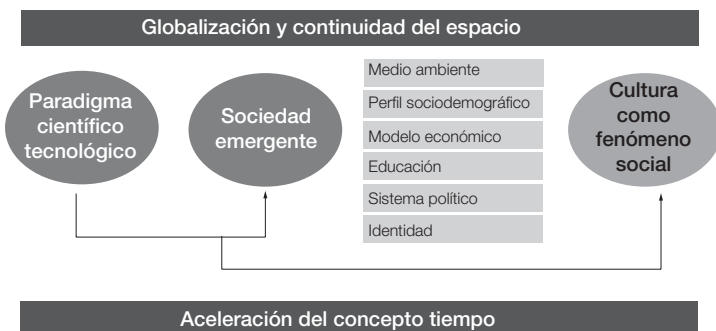 Globalización y continuidad del espacio
Paradigma
científico
tecnológico
Sociedad
emergente
Medio ambiente
Perfil sociodemográfico
Modelo económico
Educación
Sistema político
Identidad
Cultura
como
fenómeno
social
Aceleración del concepto tiempo